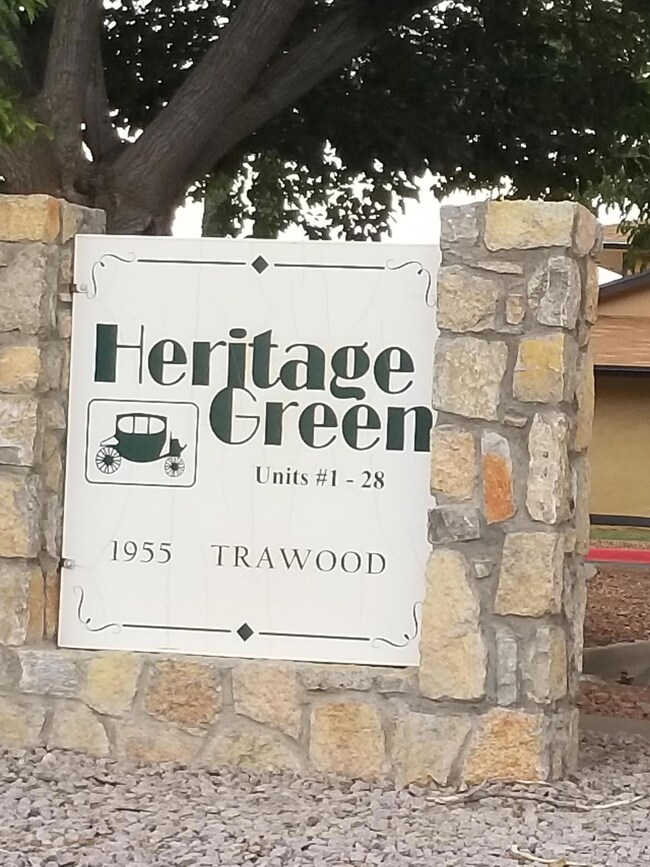 Heritage
Green
Units #1 - 28
1955 TRAWOOD